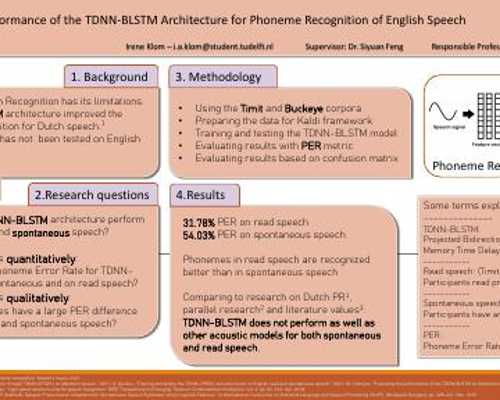 ormance of the TDNN-BLSTM Architecture for Phoneme Recognition of English Speech
Irene Klom – i.a.klom@student.tudelft.nl Supervisor: Dr. Siyuan Feng Responsible Profes
1. Background
n Recognition has its limitations.
M architecture improved the
ition for Dutch speech.¹
has not been tested on English
3. Methodology
• Using the Timit and Buckeye corpora
• Preparing the data for Kaldi framework
• Training and testing the TDNN-BLSTM model
• Evaluating results with PER metric
• Evaluating results based on confusion matrix
Speech signal
Feature
Phoneme Re
2.Research questions
NN-BLSTM architecture perform
nd spontaneous speech?
s quantitatively
honeme Error Rate for TDNN-
ontaneous and on read speech?
s qualitatively
es have a large PER difference
and spontaneous speech?
4.Results
31.78% PER on read speech
54.03% PER on spontaneous speech
Phonemes in read speech are recognized
better than in spontaneous speech
Comparing to research on Dutch PR¹,
parallel research² and literature values³:
TDNN-BLSTM does not perform as well as
other acoustic models for both spontaneous
and read speech.
Some terms expl
TDNN-BLSTM:
Projected Bidirection
Memory Time Delay
Read speech: (Timi
Participants read pr
Spontaneous speech
Participants have an
PER:
Phoneme Error Rate